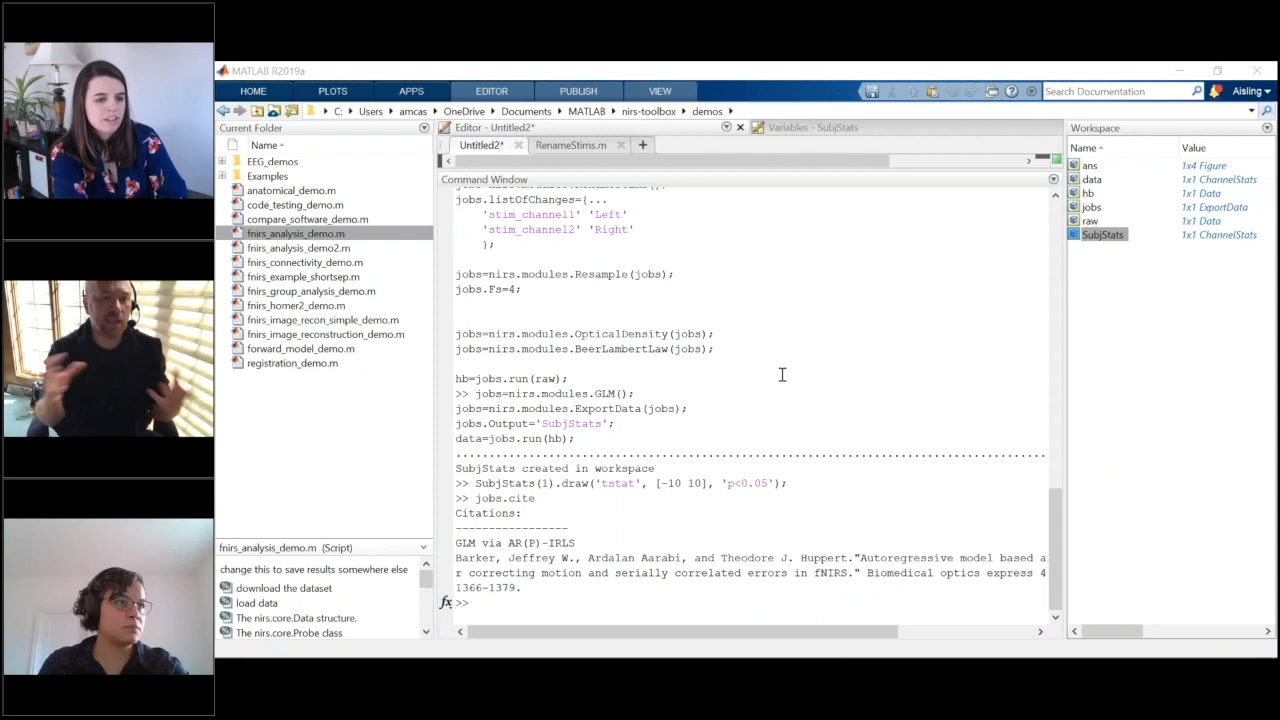 MATLAB R2019a
HOME PLOTS APPS EDITOR PUBLISH VIEW Search Documentation Aisling
C: Users amcas OneDrive Documents MATLAB nirs-toolbox demos
Current Folder
Name
EEG_demos
Examples
anatomical_demo.m
code_testing_demo.m
compare_software_demo.m
fnirs_analysis_demo.m
fnirs_analysis_demo2.m
fnirs_connectivity_demo.m
fnirs_example_shortsep.m
fnirs_group_analysis_demo.m
fnirs_homer2_demo.m
fnirs_image_recon_simple_demo.m
fnirs_image_reconstruction_demo.m
forward_model_demo.m
registration_demo.m
fnirs_analysis_demo.m (Script)
change this to save results somewhere else
download the dataset
load data
The nirs.core.Data structure.
The nirs.core.Probe class
Editor - Untitled2* Variables - SubjStats
Untitled2* RenameStims.m +
Command Window
jobs.listOfChanges={...
'stim_channel1' 'Left'
'stim_channel2' 'Right'
};
jobs=nirs.modules.Resample(jobs);
jobs.Fs=4;
jobs=nirs.modules.OpticalDensity(jobs);
jobs=nirs.modules.BeerLambertLaw(jobs);
hb=jobs.run(raw);
>> jobs=nirs.modules.GLM();
jobs=nirs.modules.ExportData(jobs);
jobs.Output='SubjStats';
data=jobs.run(hb);
SubjStats created in workspace
>> SubjStats(1).draw('tstat', [-10 10], 'p<0.05');
>> jobs.cite
Citations:
-----------------
GLM via AR(P)-IRLS
Barker, Jeffrey W., Ardalan Aarabi, and Theodore J. Huppert."Autoregressive model based a
r correcting motion and serially correlated errors in fNIRS." Biomedical optics express 4
1366-1379.
fx >>
Workspace
Name Value
ans 1x4 Figure
data 1x1 ChannelStats
hb 1x1 Data
jobs 1x1 ExportData
raw 1x1 Data
SubjStats 1x1 ChannelStats